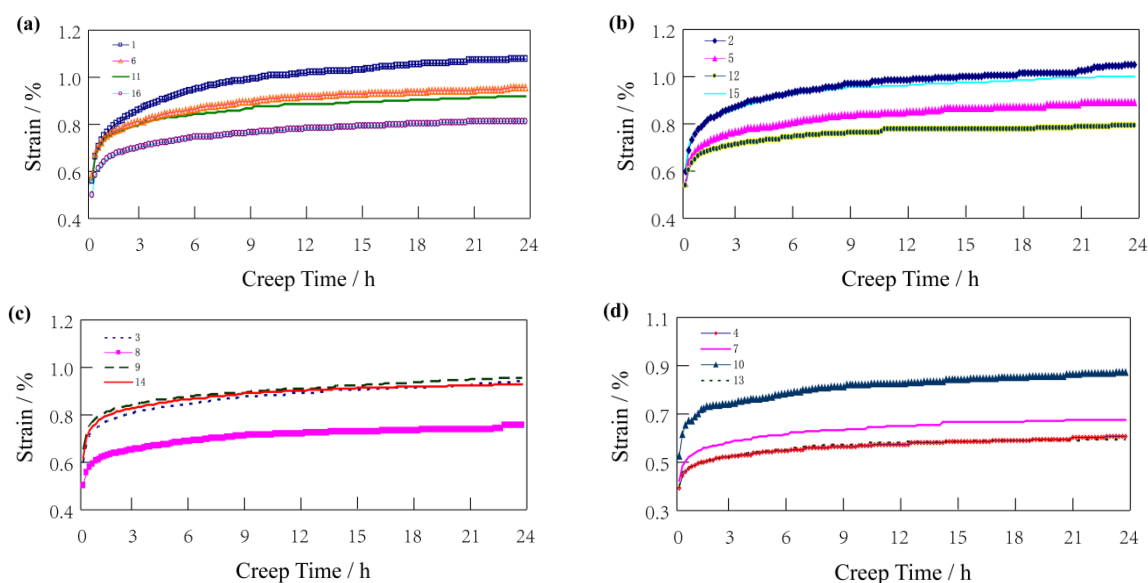 (a)
1.2
1.0
0.8
0.6
0.4
Strain / %
1
6
11
16
0 3 6 9 12 15 18 21 24
Creep Time / h
(b)
1.2
1.0
0.8
0.6
0.4
Strain / %
2
5
12
15
0 3 6 9 12 15 18 21 24
Creep Time / h
(c)
1.2
1.0
0.8
0.6
0.4
Strain / %
3
8
9
14
0 3 6 9 12 15 18 21 24
Creep Time / h
(d)
1.1
0.9
0.7
0.5
0.3
Strain / %
4
7
10
13
0 3 6 9 12 15 18 21 24
Creep Time / h